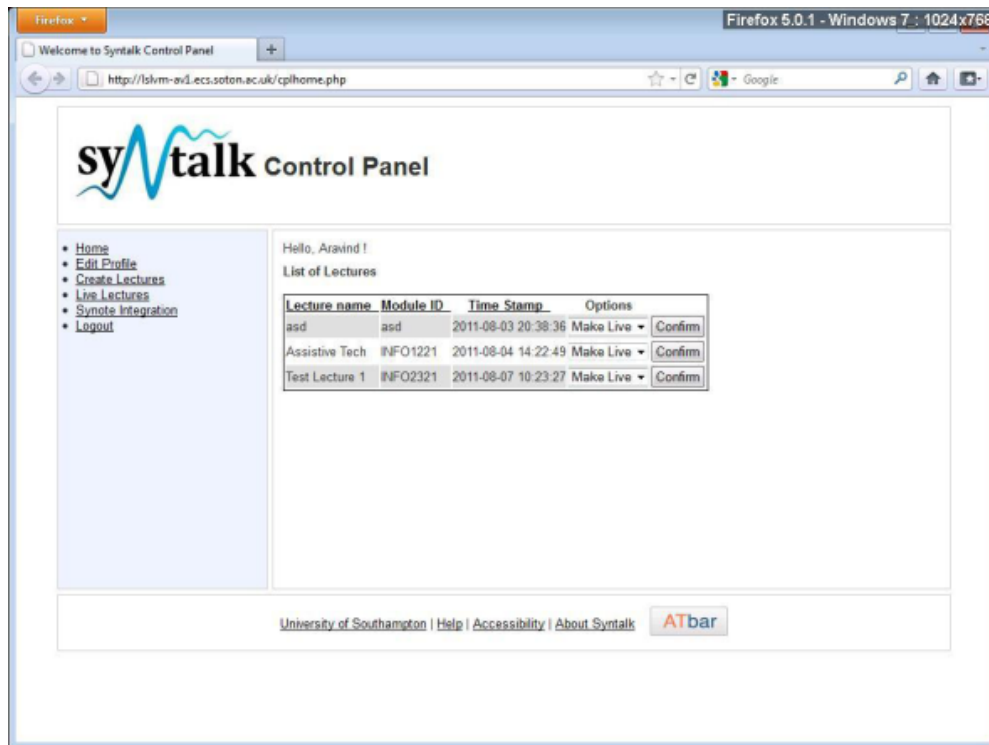 Firefox
Firefox 5.0.1 - Windows 7 : 1024x768
Welcome to Syntalk Control Panel
http://lslvm-av1.ecs.soton.ac.uk/cplhome.php
Google
syNtalk Control Panel
Home
Edit Profile
Create Lectures
Live Lectures
Synote Integration
Logout
Hello, Aravind !
List of Lectures
Lecture name Module ID Time Stamp Options
asd asd 2011-08-03 20:38:36 Make Live Confirm
Assistive Tech INFO1221 2011-08-04 14:22:49 Make Live Confirm
Test Lecture 1 INFO2321 2011-08-07 10:23:27 Make Live Confirm
University of Southampton | Help | Accessibility | About Syntalk ATbar